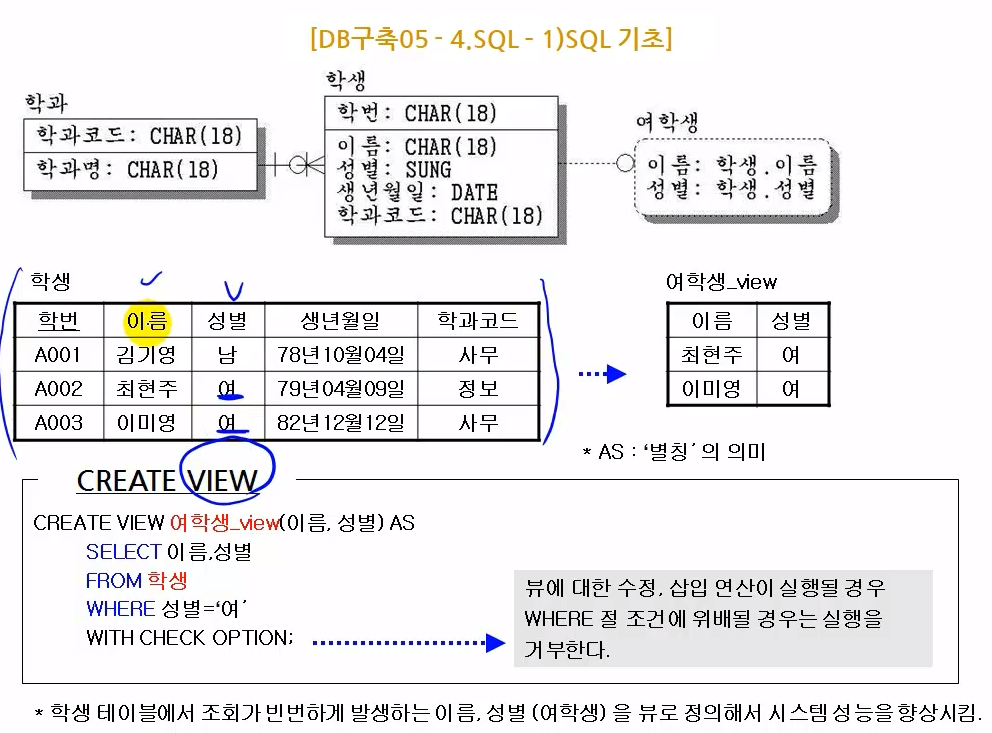 [DB구축05 - 4.SQL - 1)SQL 기초]
학과
학과코드: CHAR(18)
학과명: CHAR(18)
학생
학번: CHAR(18)
이름: CHAR(18)
성별: SUNG
생년월일: DATE
학과코드: CHAR(18)
여학생
이름: 학생.이름
성별: 학생.성별
학생
학번 이름 성별 생년월일 학과코드
A001 김기영 남 78년10월04일 사무
A002 최현주 여 79년04월09일 정보
A003 이미영 여 82년12월12일 사무
여학생_view
이름 성별
최현주 여
이미영 여
* AS : ‘별칭´ 의 의미
CREATE VIEW
CREATE VIEW 여학생_view(이름, 성별) AS
SELECT 이름,성별
FROM 학생
WHERE 성별=‘여´
WITH CHECK OPTION;
뷰에 대한 수정, 삽입 연산이 실행될 경우
WHERE 절 조건에 위배될 경우는 실행을
거부한다.
* 학생 테이블에서 조회가 빈번하게 발생하는 이름, 성별 (여학생) 을 뷰로 정의해서 시스템 성능을 향상시킴.